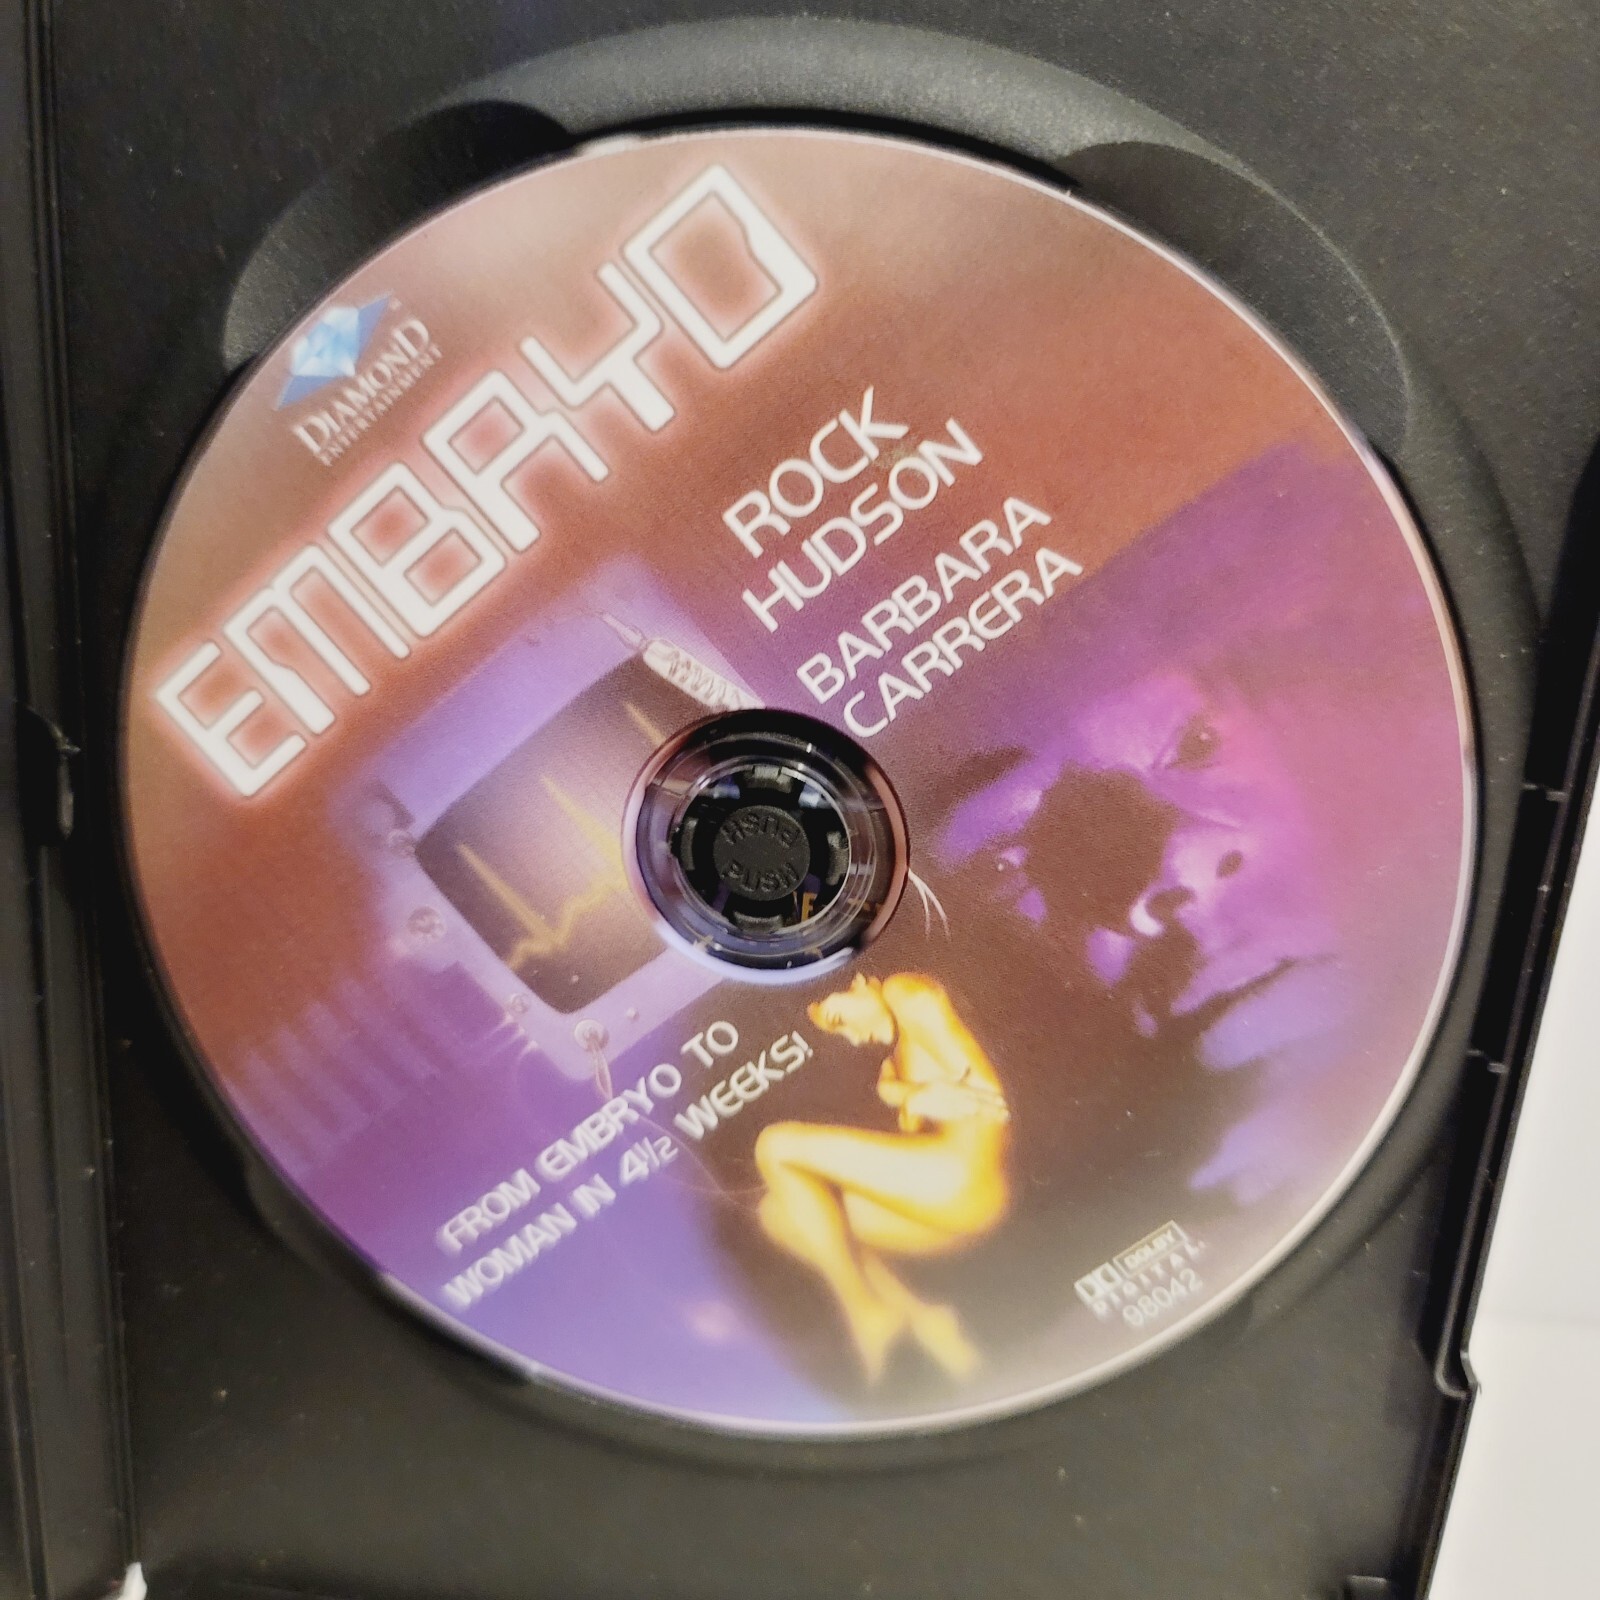 DIAMOND
ENTERTAINMENT
EMBRYO
ROCK
HUDSON
BARBARA
CARRERA
PUSH
PUSH
FROM EMBRYO TO
WOMAN IN 4½ WEEKS!
DOLBY
DIGITAL
98042